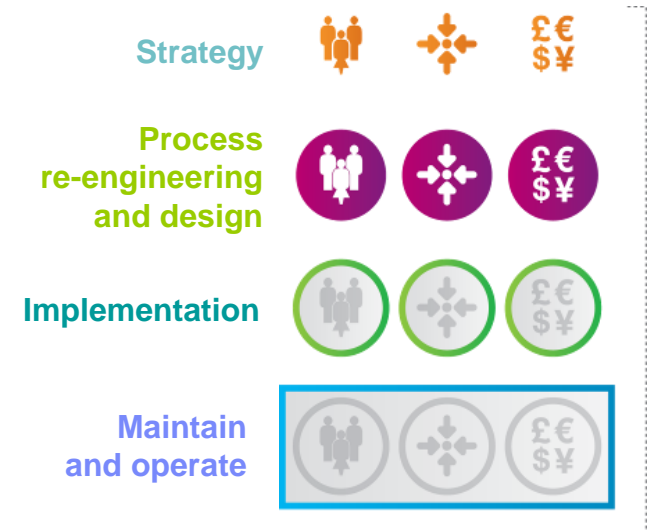 Strategy
£€
$¥
Process
re-engineering
and design
£€
$¥
Implementation
£€
$¥
Maintain
and operate
£€
$¥